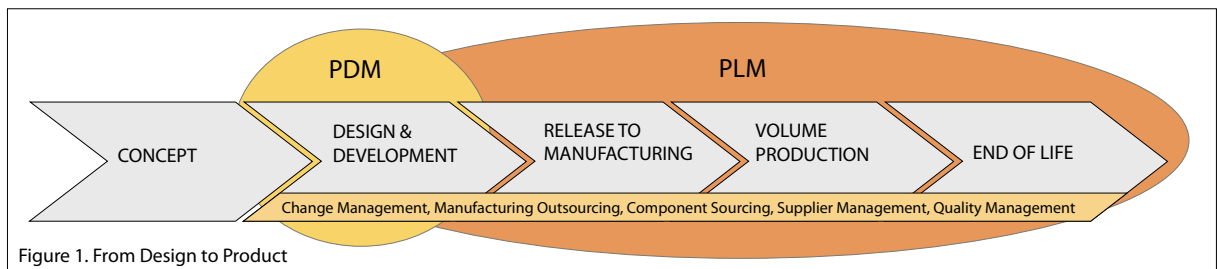 PDM
PLM
CONCEPT
DESIGN &
DEVELOPMENT
RELEASE TO
MANUFACTURING
VOLUME
PRODUCTION
END OF LIFE
Change Management, Manufacturing Outsourcing, Component Sourcing, Supplier Management, Quality Management
Figure 1. From Design to Product